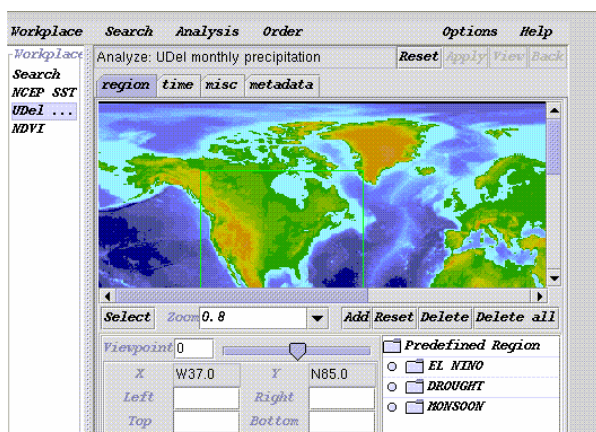 Workplace Search Analysis Order Options Help
Workplace
Search
NCEP SST
UDel ...
NDVI
Analyze: UDel monthly precipitation Reset Apply View Back
region time misc metadata
Select Zoom 0.8 Add Reset Delete Delete all
Viewpoint 0
X W37.0 Y N85.0
Left Right
Top Bottom
Predefined Region
EL NINO
DROUGHT
MONSOON